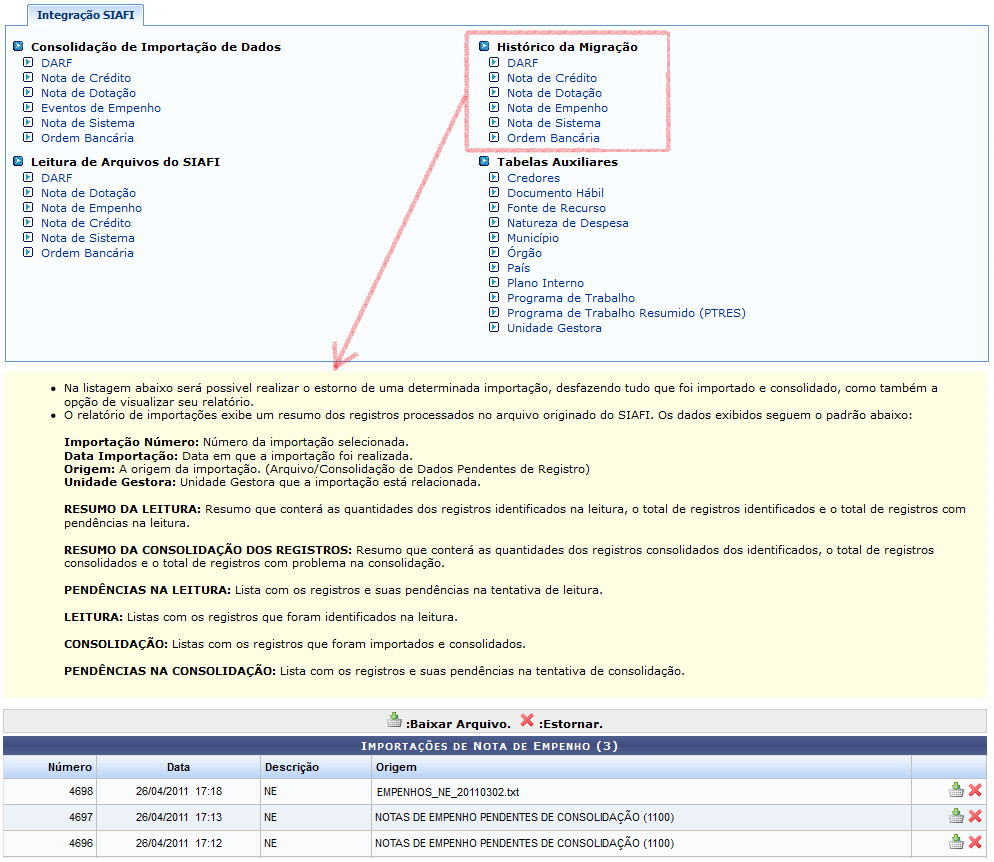 Integração SIAFI
Consolidação de Importação de Dados
DARF
Nota de Crédito
Nota de Dotação
Eventos de Empenho
Nota de Sistema
Ordem Bancária
Leitura de Arquivos do SIAFI
DARF
Nota de Dotação
Nota de Empenho
Nota de Crédito
Nota de Sistema
Ordem Bancária
Histórico da Migração
DARF
Nota de Crédito
Nota de Dotação
Nota de Empenho
Nota de Sistema
Ordem Bancária
Tabelas Auxiliares
Credores
Documento Hábil
Fonte de Recurso
Natureza de Despesa
Município
Órgão
País
Plano Interno
Programa de Trabalho
Programa de Trabalho Resumido (PTRES)
Unidade Gestora
• Na listagem abaixo será possivel realizar o estorno de uma determinada importação, desfazendo tudo que foi importado e consolidado, como também a
opção de visualizar seu relatório.
• O relatório de importações exibe um resumo dos registros processados no arquivo originado do SIAFI. Os dados exibidos seguem o padrão abaixo:
Importação Número: Número da importação selecionada.
Data Importação: Data em que a importação foi realizada.
Origem: A origem da importação. (Arquivo/Consolidação de Dados Pendentes de Registro)
Unidade Gestora: Unidade Gestora que a importação está relacionada.
RESUMO DA LEITURA: Resumo que conterá as quantidades dos registros identificados na leitura, o total de registros identificados e o total de registros com
pendências na leitura.
RESUMO DA CONSOLIDAÇÃO DOS REGISTROS: Resumo que conterá as quantidades dos registros consolidados dos identificados, o total de registros
consolidados e o total de registros com problema na consolidação.
PENDÊNCIAS NA LEITURA: Lista com os registros e suas pendências na tentativa de leitura.
LEITURA: Listas com os registros que foram identificados na leitura.
CONSOLIDAÇÃO: Listas com os registros que foram importados e consolidados.
PENDÊNCIAS NA CONSOLIDAÇÃO: Lista com os registros e suas pendências na tentativa de consolidação.
:Baixar Arquivo. :Estornar.
IMPORTAÇÕES DE NOTA DE EMPENHO (3)
Número Data Descrição Origem
4698 26/04/2011 17:18 NE EMPENHOS_NE_20110302.txt
4697 26/04/2011 17:13 NE NOTAS DE EMPENHO PENDENTES DE CONSOLIDAÇÃO (1100)
4696 26/04/2011 17:12 NE NOTAS DE EMPENHO PENDENTES DE CONSOLIDAÇÃO (1100)